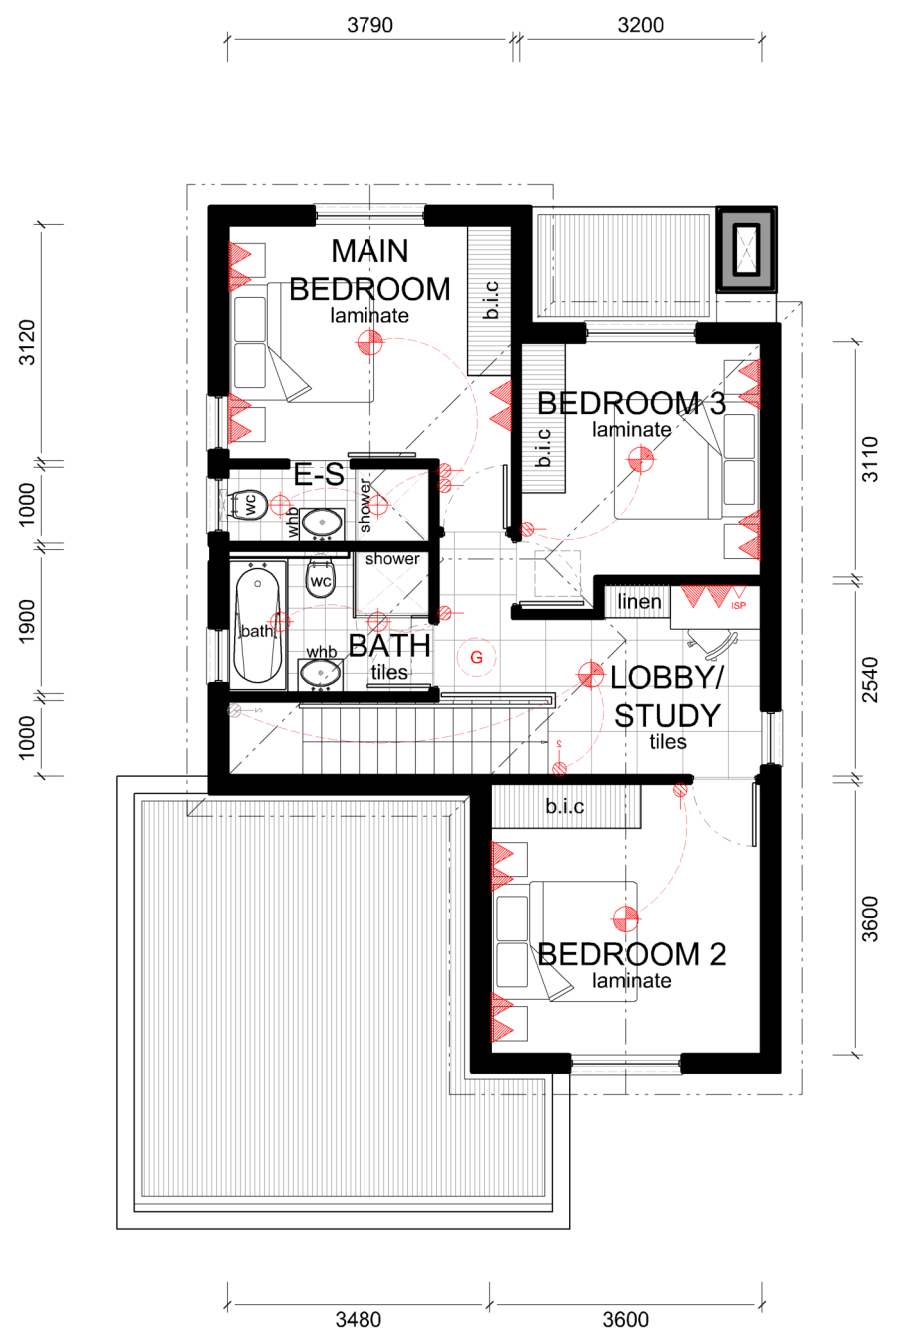 3790
3200
MAIN
BEDROOM
laminate
b.i.c
3120
BEDROOM 3
laminate
b.i.c
3110
E-S
wc
whb
shower
1000
shower
wc
bath
whb
BATH
tiles
1900
linen
ISP
G
LOBBY/
STUDY
tiles
2540
S
2
1000
b.i.c
BEDROOM 2
laminate
3600
3480
3600